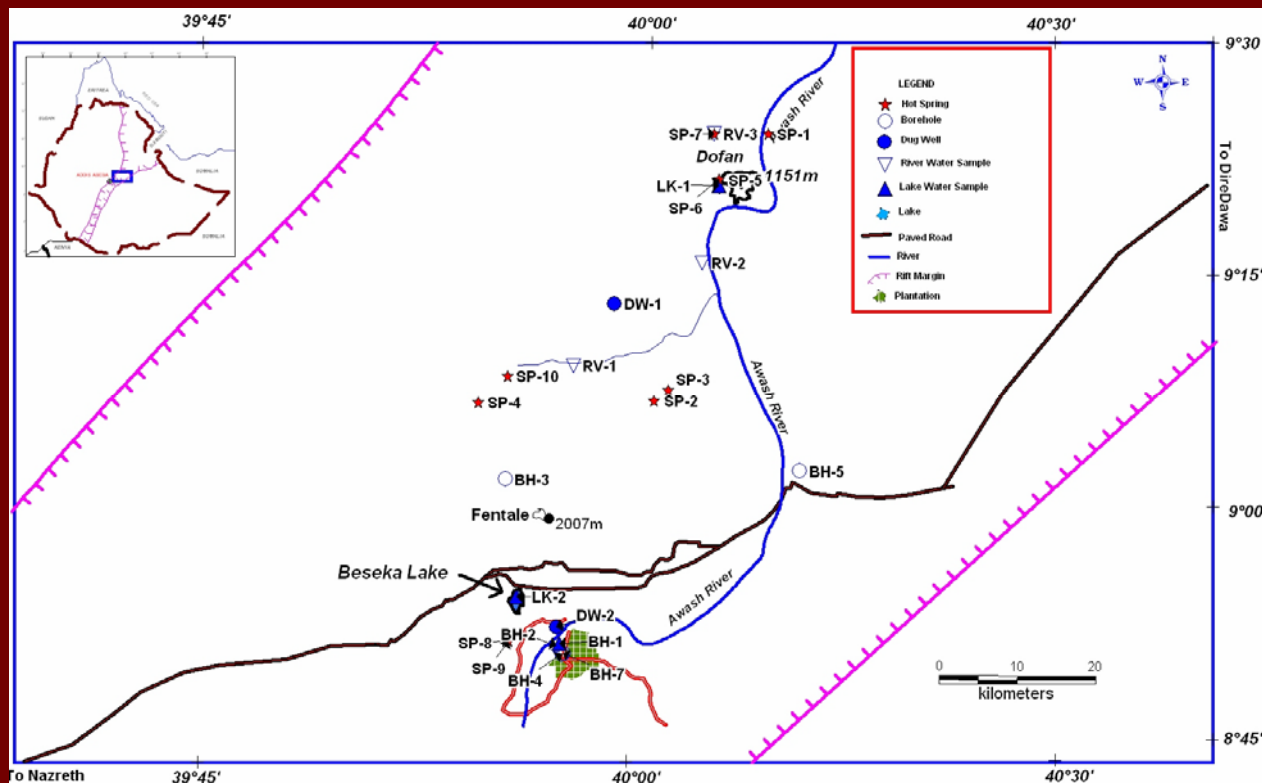 39°45'
40°00'
40°30'
9°30
ERITREA
SUDAN
SOMALIA
KENYA
SOMALIA
LEGEND
Hot Spring
Borehole
Dug Well
River Water Sample
Lake Water Sample
Lake
Paved Road
River
Rift Margin
Plantation
N
W E
S
Awash River
SP-7
RV-3
SP-1
Dofan
1151m
LK-1
SP-5
SP-6
To DireDawa
RV-2
9°15'
DW-1
RV-1
SP-10
SP-3
SP-4
SP-2
Awash River
BH-3
BH-5
Fentale
2007m
9°00
Beseka Lake
LK-2
Awash River
DW-2
SP-8
BH-2
BH-1
SP-9
BH-4
BH-7
0 10 20
kilometers
8°45
To Nazreth
39°45'
40°00'
40°30'